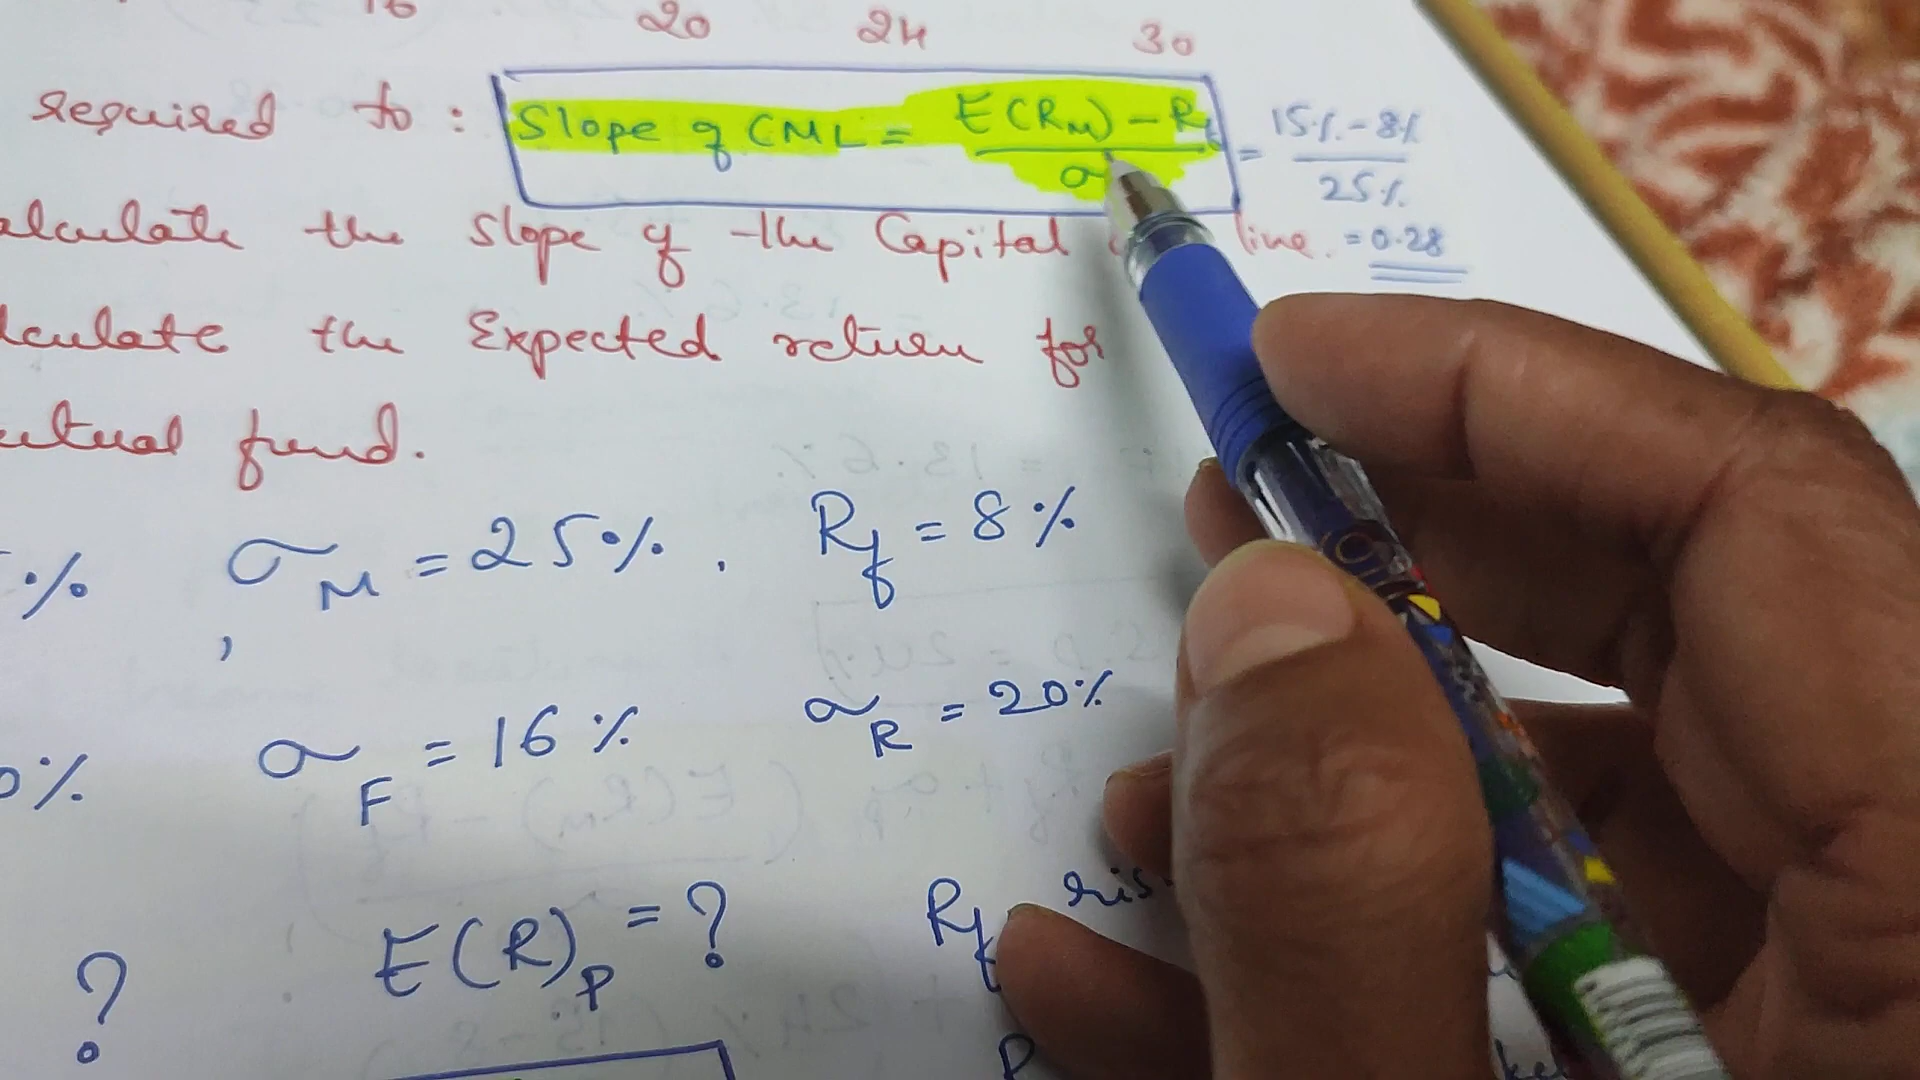 20 24 30
required to : Slope of CML = E(RM) - Rf / σ = 15% - 8% / 25%
alculate the slope of the Capital line. = 0.28
lculate the Expected return for
utual fund.
% , σM = 25% , Rf = 8%
0% σF = 16% σR = 20%
? E(R)P = ? Rf ris